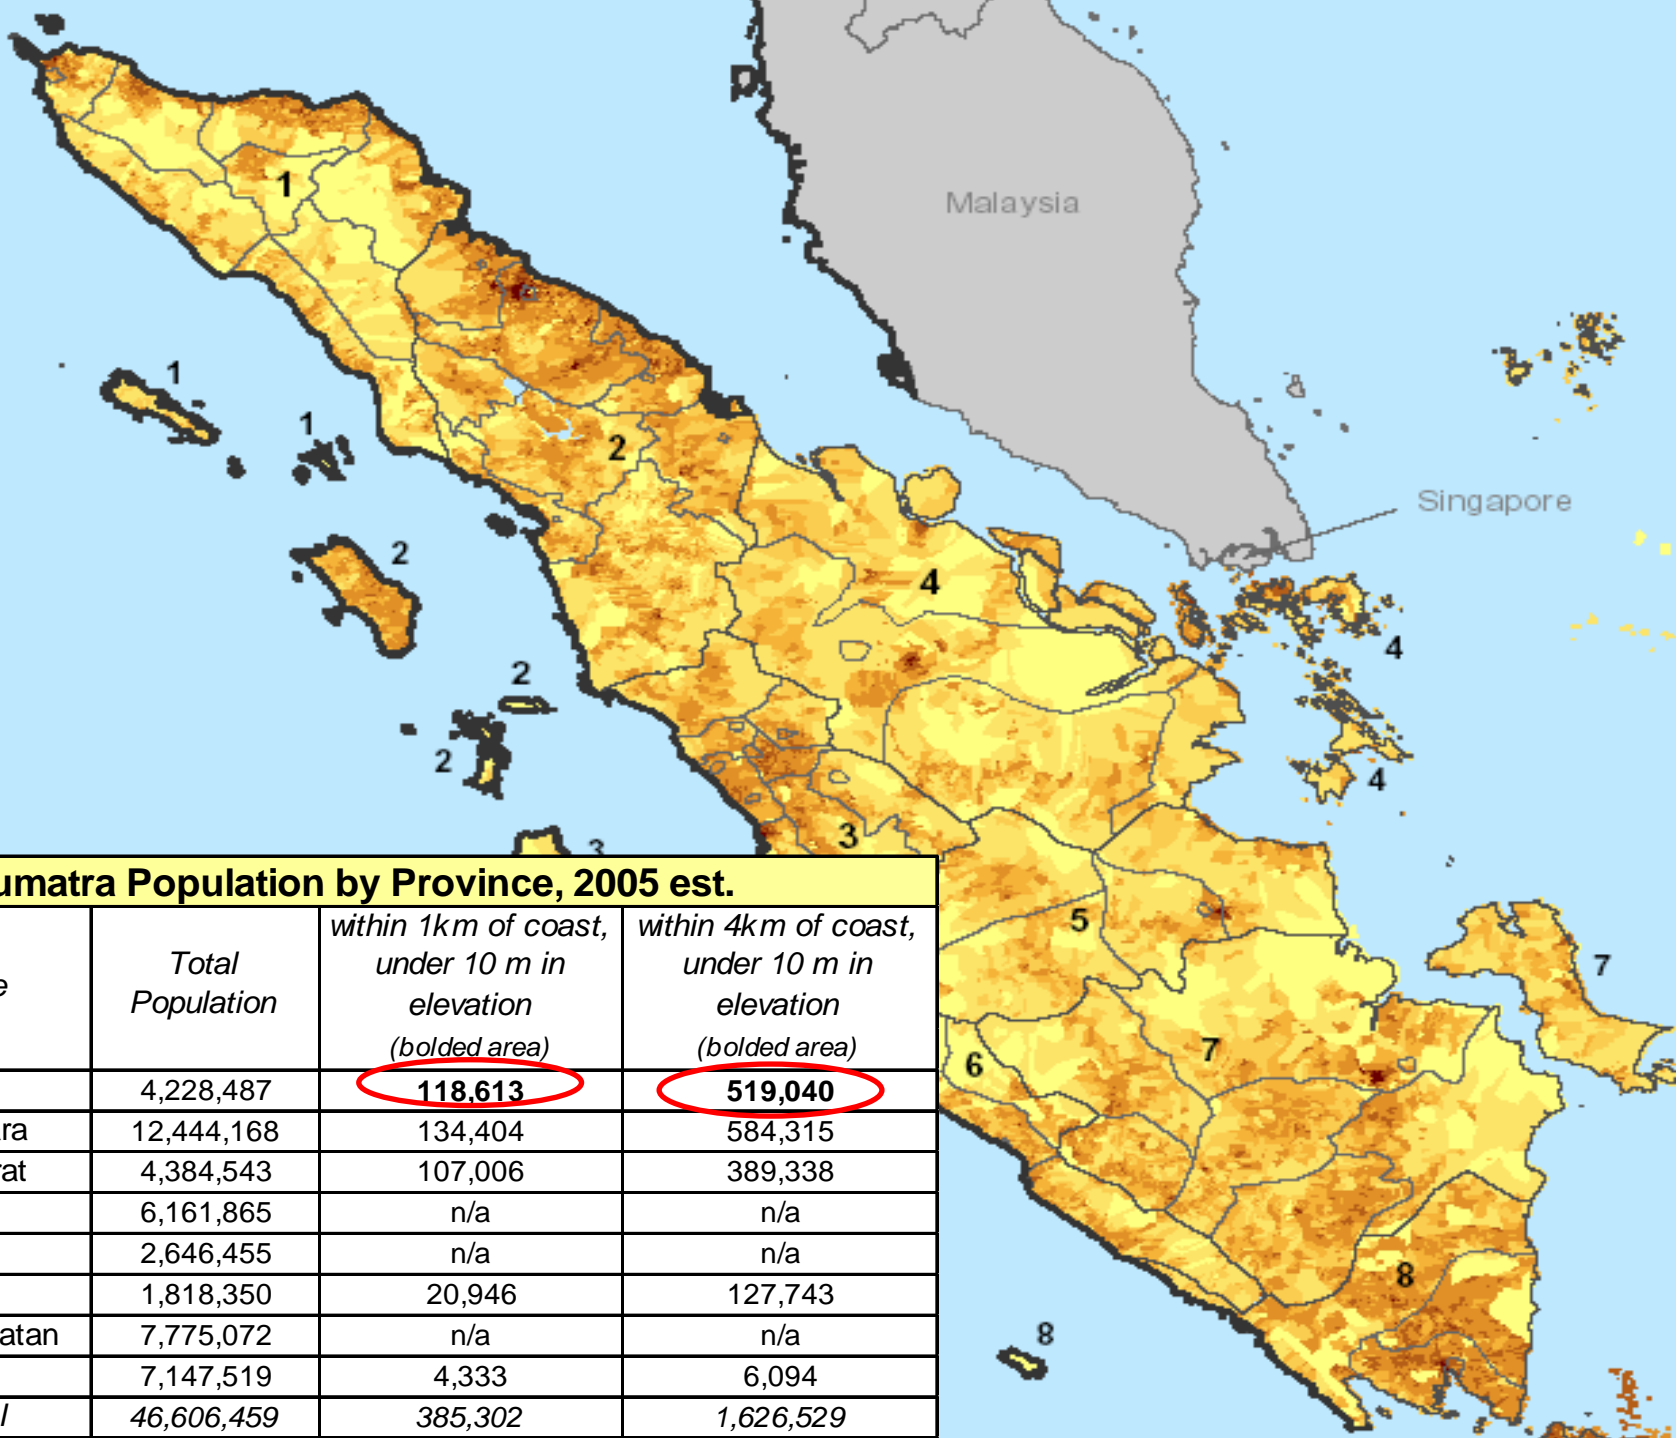 Malaysia
1
1
1
2
Singapore
2
4
2
4
2
4
3
3
umatra Population by Province, 2005 est.
e
Total
Population
within 1km of coast,
under 10 m in
elevation
(bolded area)
within 4km of coast,
under 10 m in
elevation
(bolded area)
4,228,487 118,613 519,040
ra 12,444,168 134,404 584,315
rat 4,384,543 107,006 389,338
6,161,865 n/a n/a
2,646,455 n/a n/a
1,818,350 20,946 127,743
atan 7,775,072 n/a n/a
7,147,519 4,333 6,094
l 46,606,459 385,302 1,626,529
5
7
6
7
8
8